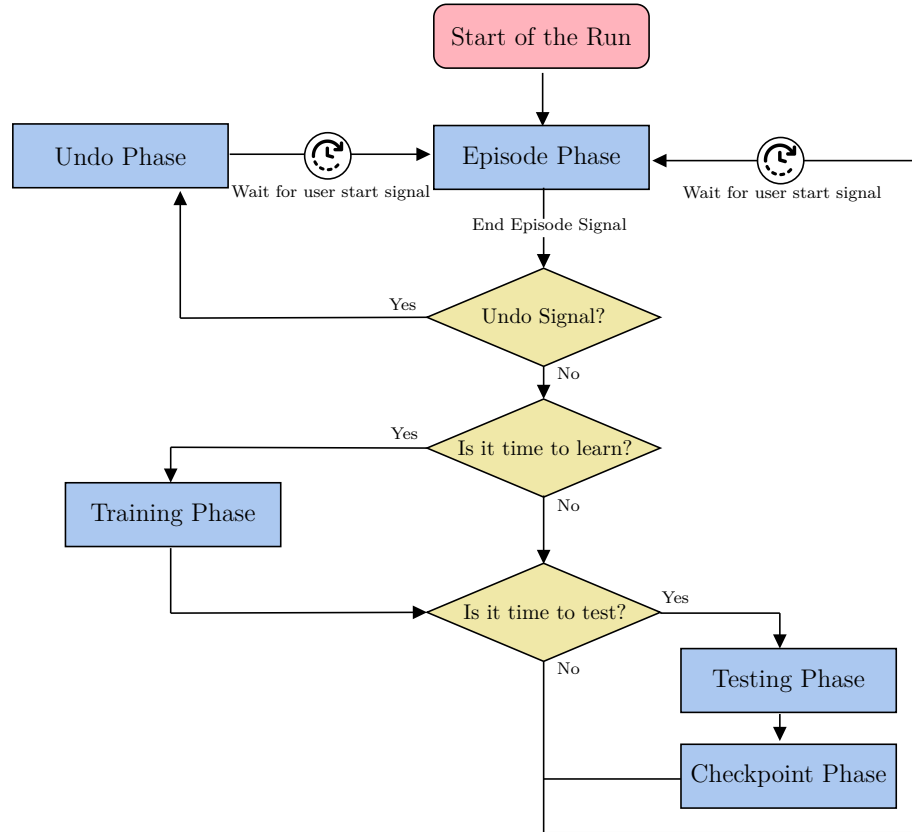 Start of the Run
Undo Phase
Episode Phase
Wait for user start signal
Wait for user start signal
End Episode Signal
Yes
Undo Signal?
No
Yes
Is it time to learn?
No
Training Phase
Is it time to test?
Yes
No
Testing Phase
Checkpoint Phase